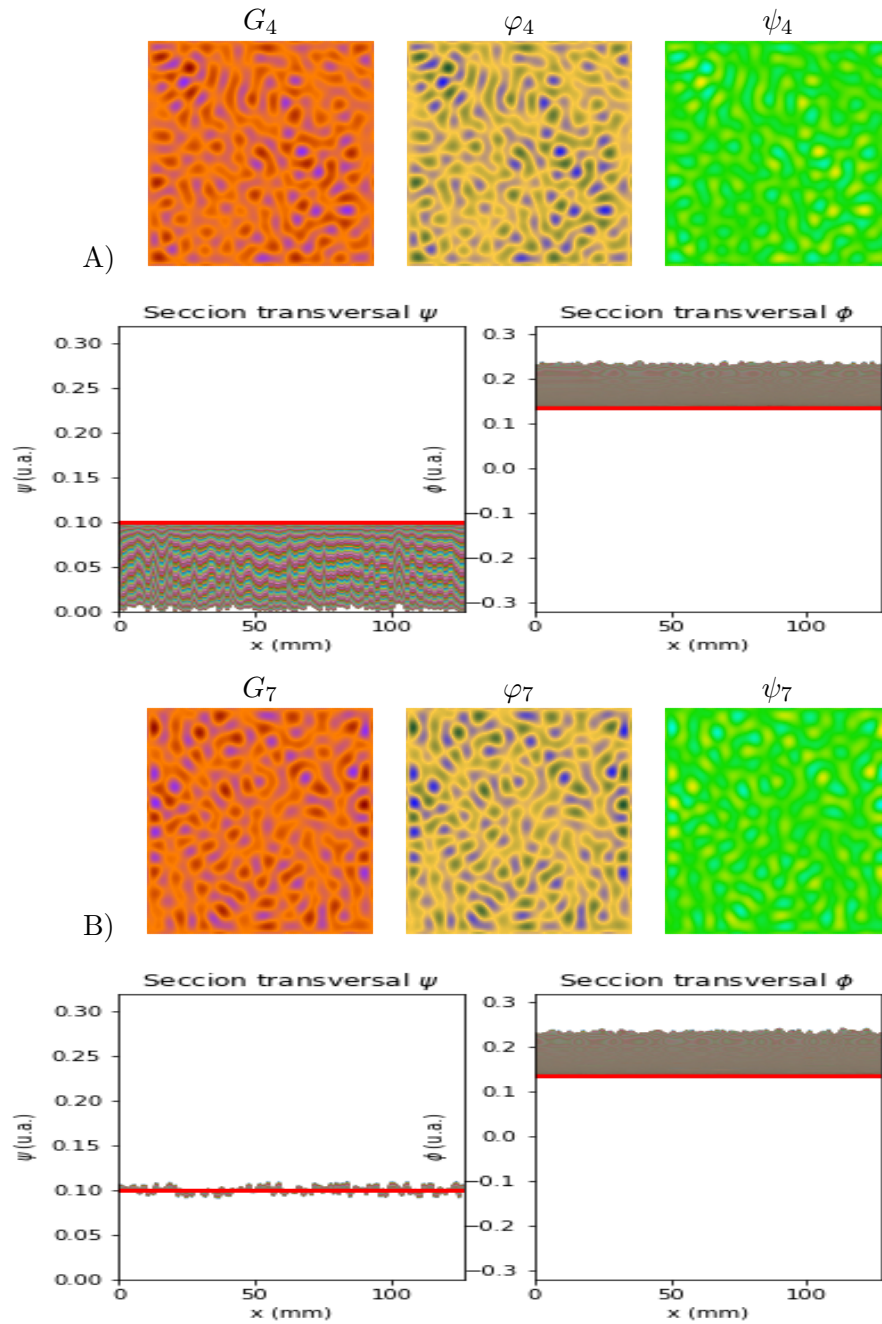 G₄ φ₄ ψ₄
A)
Seccion transversal ψ Seccion transversal ϕ
0.30
0.25
0.20
0.15
0.10
0.05
0.00
ψ (u.a.)
0 50 100
x (mm)
0.3
0.2
0.1
0.0
−0.1
−0.2
−0.3
ϕ (u.a.)
0 50 100
x (mm)
G₇ φ₇ ψ₇
B)
Seccion transversal ψ Seccion transversal ϕ
0.30
0.25
0.20
0.15
0.10
0.05
0.00
ψ (u.a.)
0 50 100
x (mm)
0.3
0.2
0.1
0.0
−0.1
−0.2
−0.3
ϕ (u.a.)
0 50 100
x (mm)